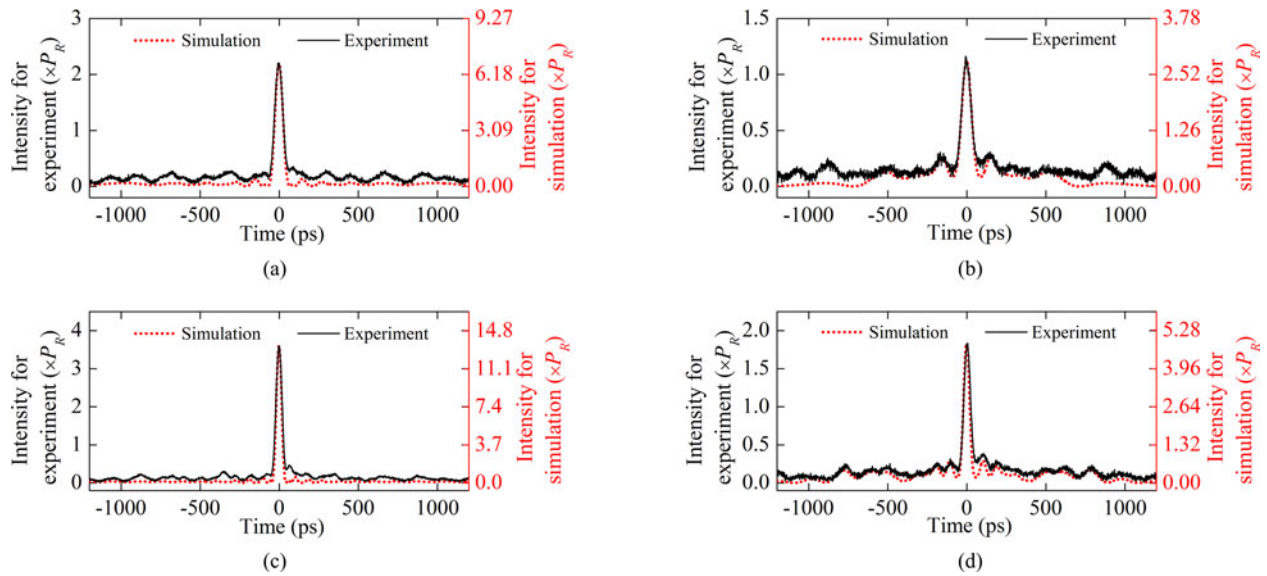 3 9.27
Simulation Experiment
2 6.18
1 3.09
0 0.00
Intensity for
experiment (×P_R)
Intensity for
simulation (×P_R)
-1000 -500 0 500 1000
Time (ps)
(a)
1.5 3.78
Simulation Experiment
1.0 2.52
0.5 1.26
0.0 0.00
Intensity for
experiment (×P_R)
Intensity for
simulation (×P_R)
-1000 -500 0 500 1000
Time (ps)
(b)
4 14.8
Simulation Experiment
3 11.1
2 7.4
1 3.7
0 0.0
Intensity for
experiment (×P_R)
Intensity for
simulation (×P_R)
-1000 -500 0 500 1000
Time (ps)
(c)
2.0 5.28
Simulation Experiment
1.5 3.96
1.0 2.64
0.5 1.32
0.0 0.00
Intensity for
experiment (×P_R)
Intensity for
simulation (×P_R)
-1000 -500 0 500 1000
Time (ps)
(d)